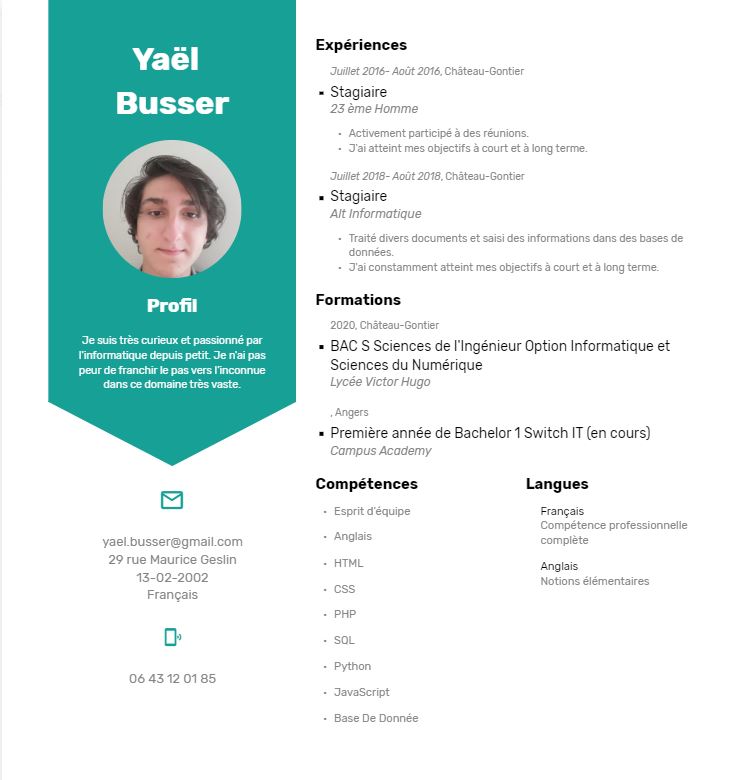 Yaël
Busser
Profil
Je suis très curieux et passionné par
l'informatique depuis petit. Je n'ai pas
peur de franchir le pas vers l'inconnue
dans ce domaine très vaste.
yael.busser@gmail.com
29 rue Maurice Geslin
13-02-2002
Français
06 43 12 01 85
Expériences
Juillet 2016- Août 2016, Château-Gontier
Stagiaire
23 ème Homme
Activement participé à des réunions.
J'ai atteint mes objectifs à court et à long terme.
Juillet 2018- Août 2018, Château-Gontier
Stagiaire
Alt Informatique
Traité divers documents et saisi des informations dans des bases de
données.
J'ai constamment atteint mes objectifs à court et à long terme.
Formations
2020, Château-Gontier
BAC S Sciences de l'Ingénieur Option Informatique et
Sciences du Numérique
Lycée Victor Hugo
, Angers
Première année de Bachelor 1 Switch IT (en cours)
Campus Academy
Compétences
Esprit d'équipe
Anglais
HTML
CSS
PHP
SQL
Python
JavaScript
Base De Donnée
Langues
Français
Compétence professionnelle
complète
Anglais
Notions élémentaires